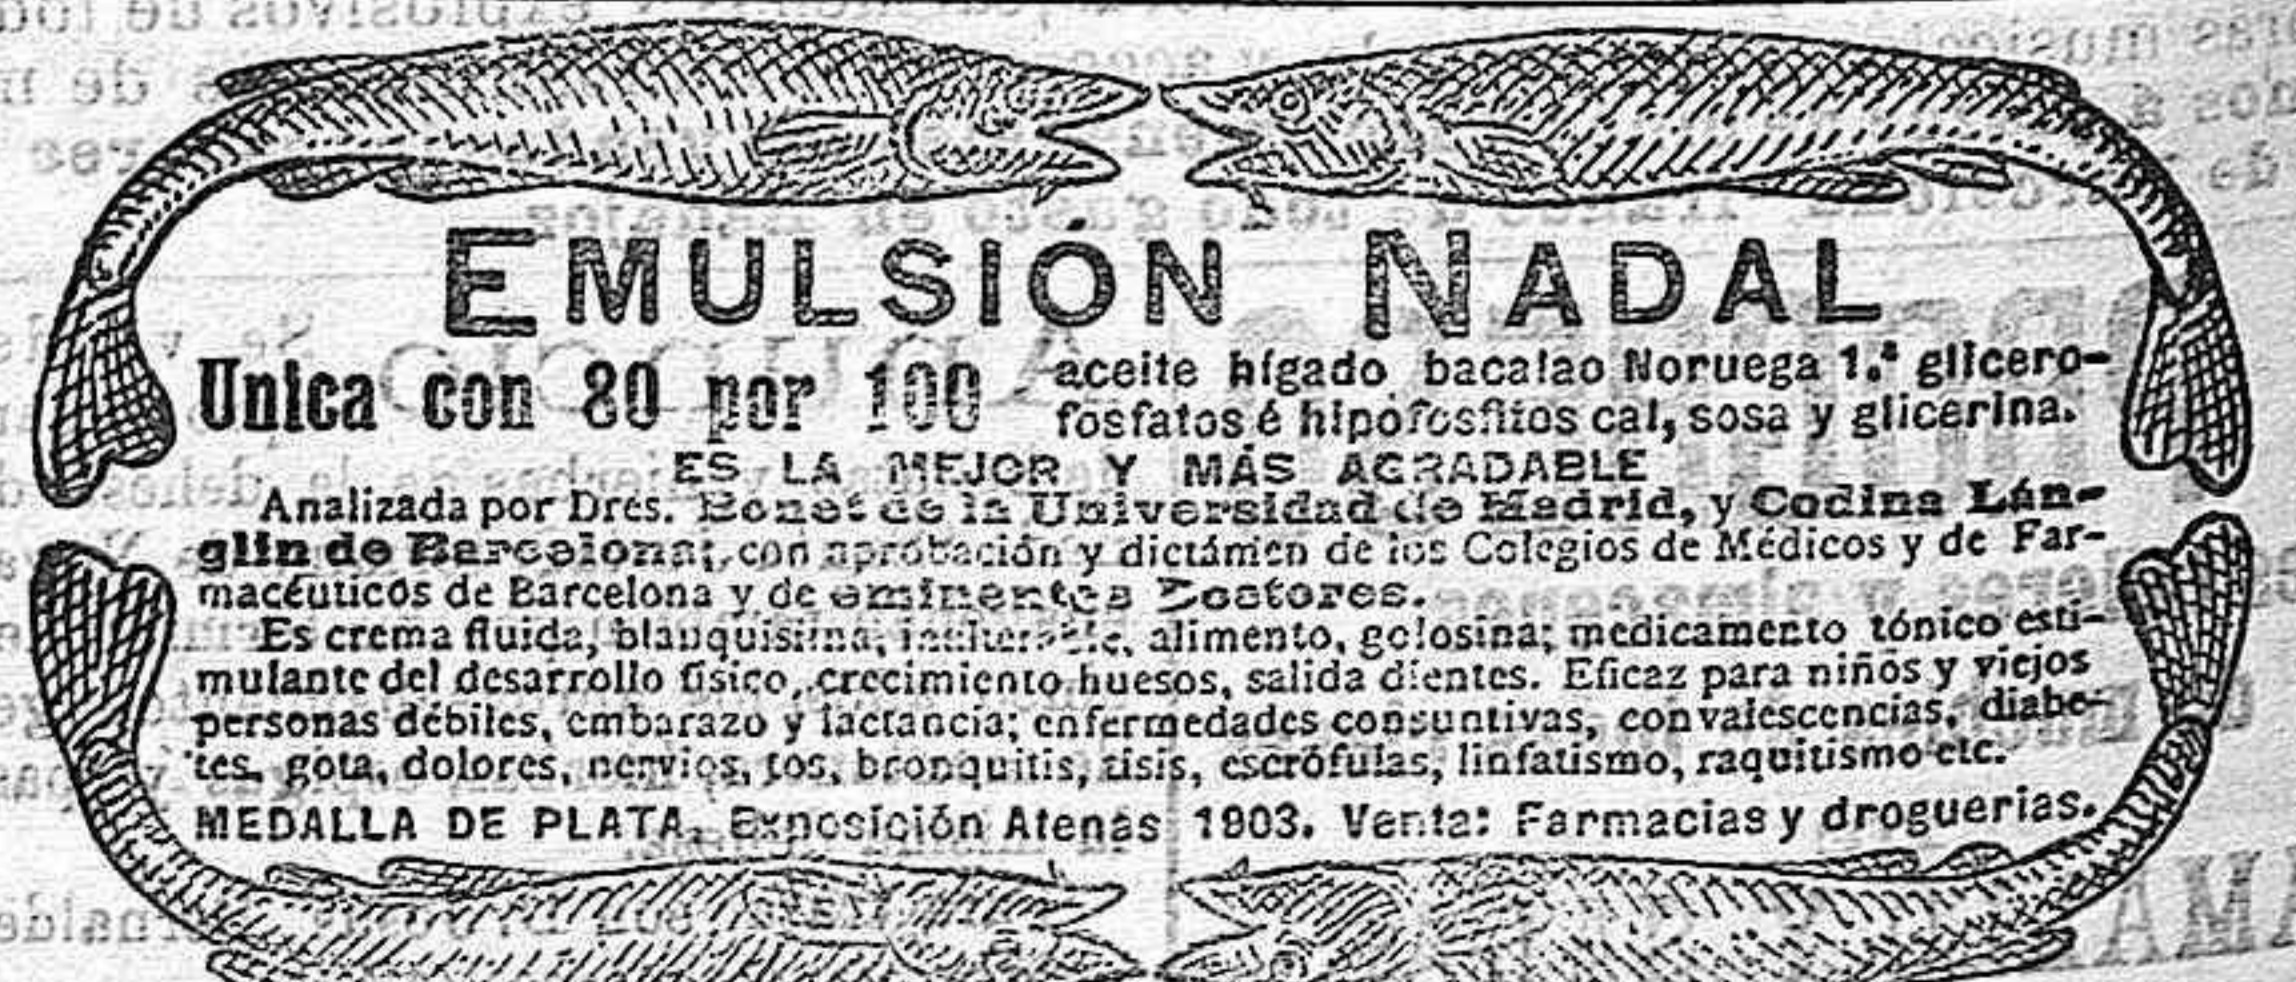 EMULSIÓN NADAL
Unica con 80 por 100
aceite hígado bacalao Noruega 1.ª glicero-
fosfatos é hipofosfitos cal, sosa y glicerina.
ES LA MEJOR Y MÁS AGRADABLE
Analizada por Dres. Bonet de la Universidad de Madrid, y Codina Län-
glin de Barcelona; con aprobación y dictámen de los Colegios de Médicos y de Far-
macéuticos de Barcelona y de eminentes Doctores.
Es crema fluida, blanquísima, inalterable, alimento, golosina; medicamento tónico esti-
mulante del desarrollo físico, crecimiento huesos, salida dientes. Eficaz para niños y viejos
personas débiles, embarazo y lactancia; enfermedades consuntivas, convalescencias, diabe-
tes, gota, dolores, nervios, tos, bronquitis, tisis, escrófulas, linfatismo, raquitismo etc.
MEDALLA DE PLATA, Exposición Atenas 1903. Venta: Farmacias y droguerias.